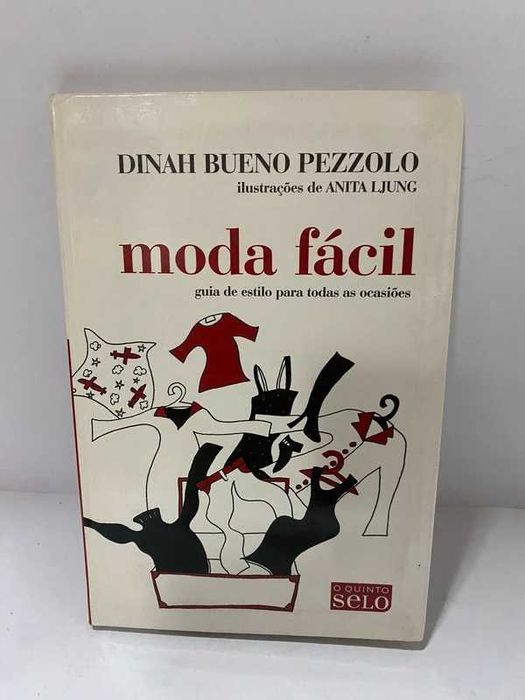 DINAH BUENO PEZZOLO
ilustrações de ANITA LJUNG
moda fácil
guia de estilo para todas as ocasiões
O QUINTO
seLO